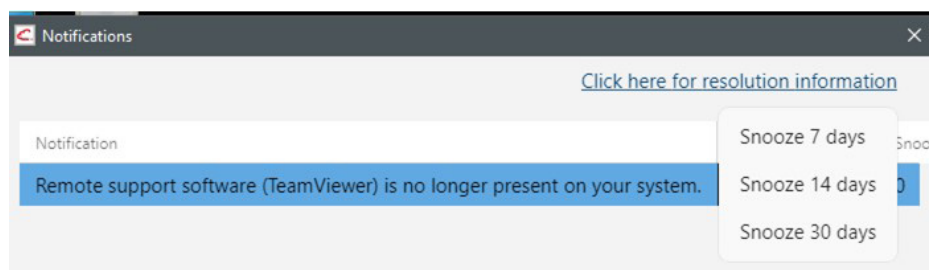 Notifications
Click here for resolution information
Notification
Snooze 7 days
Remote support software (TeamViewer) is no longer present on your system.
Snooze 14 days
Snooze 30 days